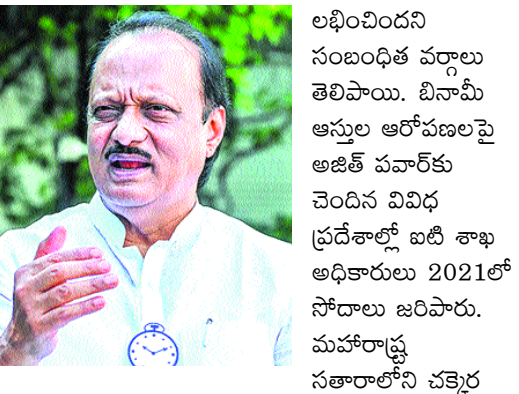 లభించిందని
సంబంధిత వర్గాలు
తెలిపాయి. బినామీ
ఆస్తుల ఆరోపణలపై
అజిత్ పవార్‌కు
చెందిన వివిధ
ప్రదేశాల్లో ఐటి శాఖ
అధికారులు 2021లో
సోదాలు జరిపారు.
మహారాష్ట్ర
సతారాలోని చక్కెర